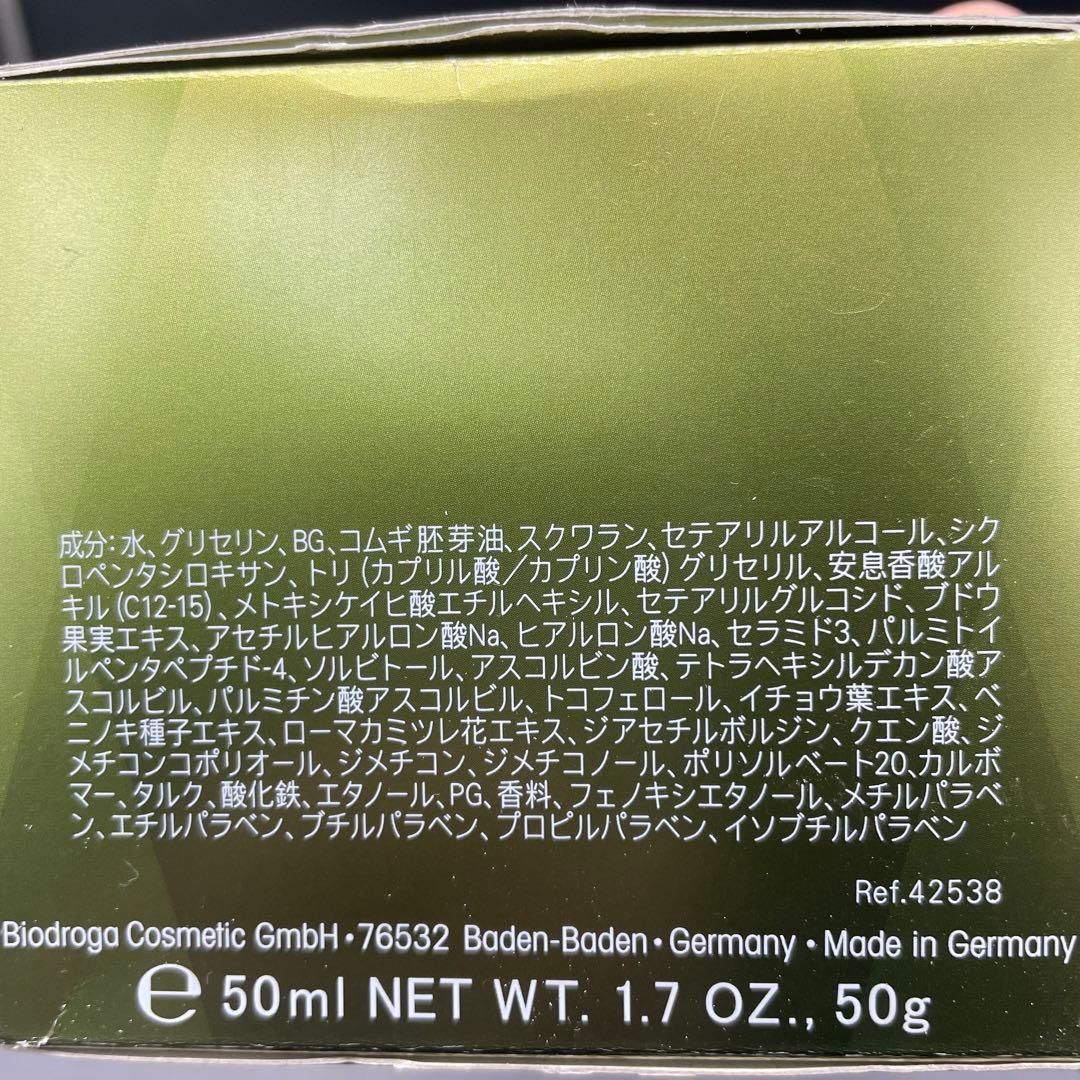 成分：水、グリセリン、BG、コムギ胚芽油、スクワラン、セテアリルアルコール、シク
ロペンタシロキサン、トリ(カプリル酸／カプリン酸)グリセリル、安息香酸アル
キル(C12-15)、メトキシケイヒ酸エチルヘキシル、セテアリルグルコシド、ブドウ
果実エキス、アセチルヒアルロン酸Na、ヒアルロン酸Na、セラミド3、パルミトイ
ルペンタペプチド-4、ソルビトール、アスコルビン酸、テトラヘキシルデカン酸ア
スコルビル、パルミチン酸アスコルビル、トコフェロール、イチョウ葉エキス、ベ
ニノキ種子エキス、ローマカミツレ花エキス、ジアセチルボルジン、クエン酸、ジ
メチコンコポリオール、ジメチコン、ジメチコノール、ポリソルベート20、カルボ
マー、タルク、酸化鉄、エタノール、PG、香料、フェノキシエタノール、メチルパラベ
ン、エチルパラベン、ブチルパラベン、プロピルパラベン、イソブチルパラベン
Ref.42538
Biodroga Cosmetic GmbH・76532 Baden-Baden・Germany・Made in Germany
℮ 50ml NET WT. 1.7 OZ., 50g